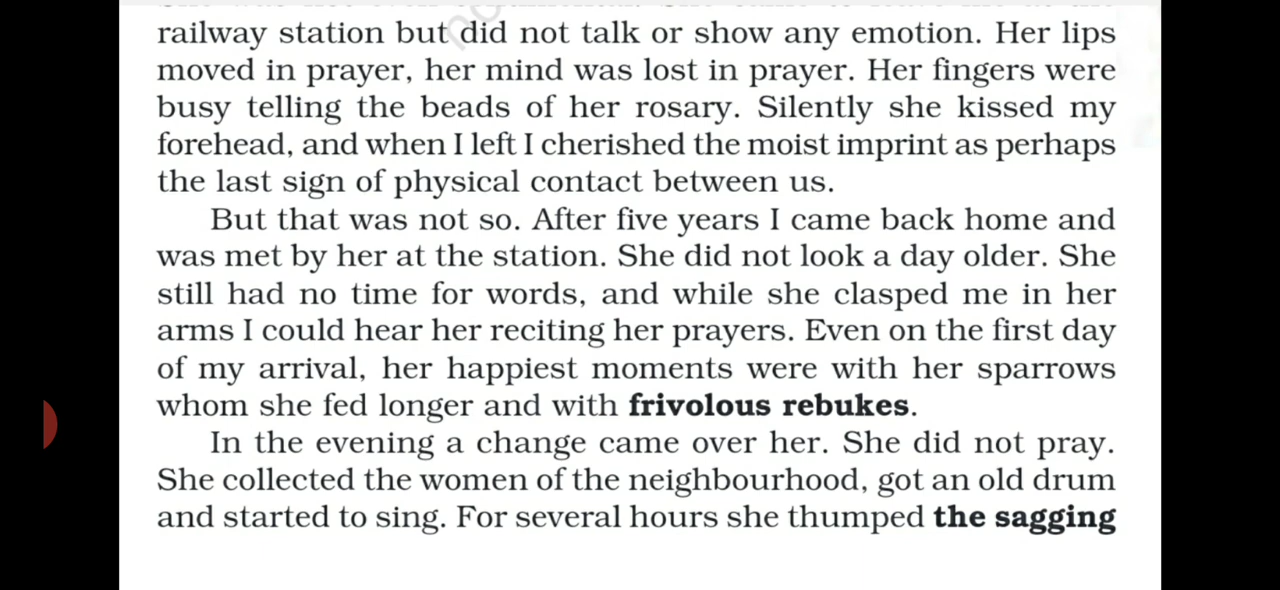 railway station but did not talk or show any emotion. Her lips
moved in prayer, her mind was lost in prayer. Her fingers were
busy telling the beads of her rosary. Silently she kissed my
forehead, and when I left I cherished the moist imprint as perhaps
the last sign of physical contact between us.
But that was not so. After five years I came back home and
was met by her at the station. She did not look a day older. She
still had no time for words, and while she clasped me in her
arms I could hear her reciting her prayers. Even on the first day
of my arrival, her happiest moments were with her sparrows
whom she fed longer and with frivolous rebukes.
In the evening a change came over her. She did not pray.
She collected the women of the neighbourhood, got an old drum
and started to sing. For several hours she thumped the sagging